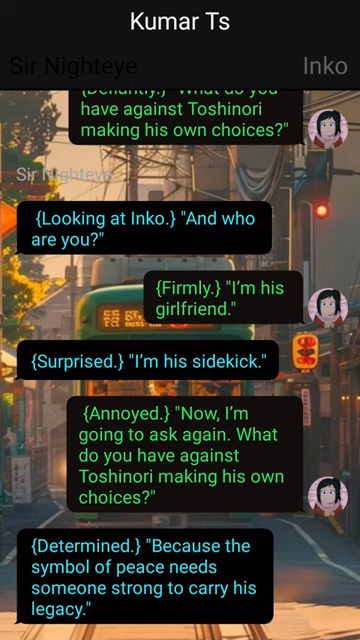 Kumar Ts
Sir Nighteye
Inko
{Defiantly.} "What do you
have against Toshinori
making his own choices?"
Sir Nighteye
{Looking at Inko.} "And who
are you?"
{Firmly.} "I’m his
girlfriend."
{Surprised.} "I’m his sidekick."
{Annoyed.} "Now, I’m
going to ask again. What
do you have against
Toshinori making his own
choices?"
{Determined.} "Because the
symbol of peace needs
someone strong to carry his
legacy."